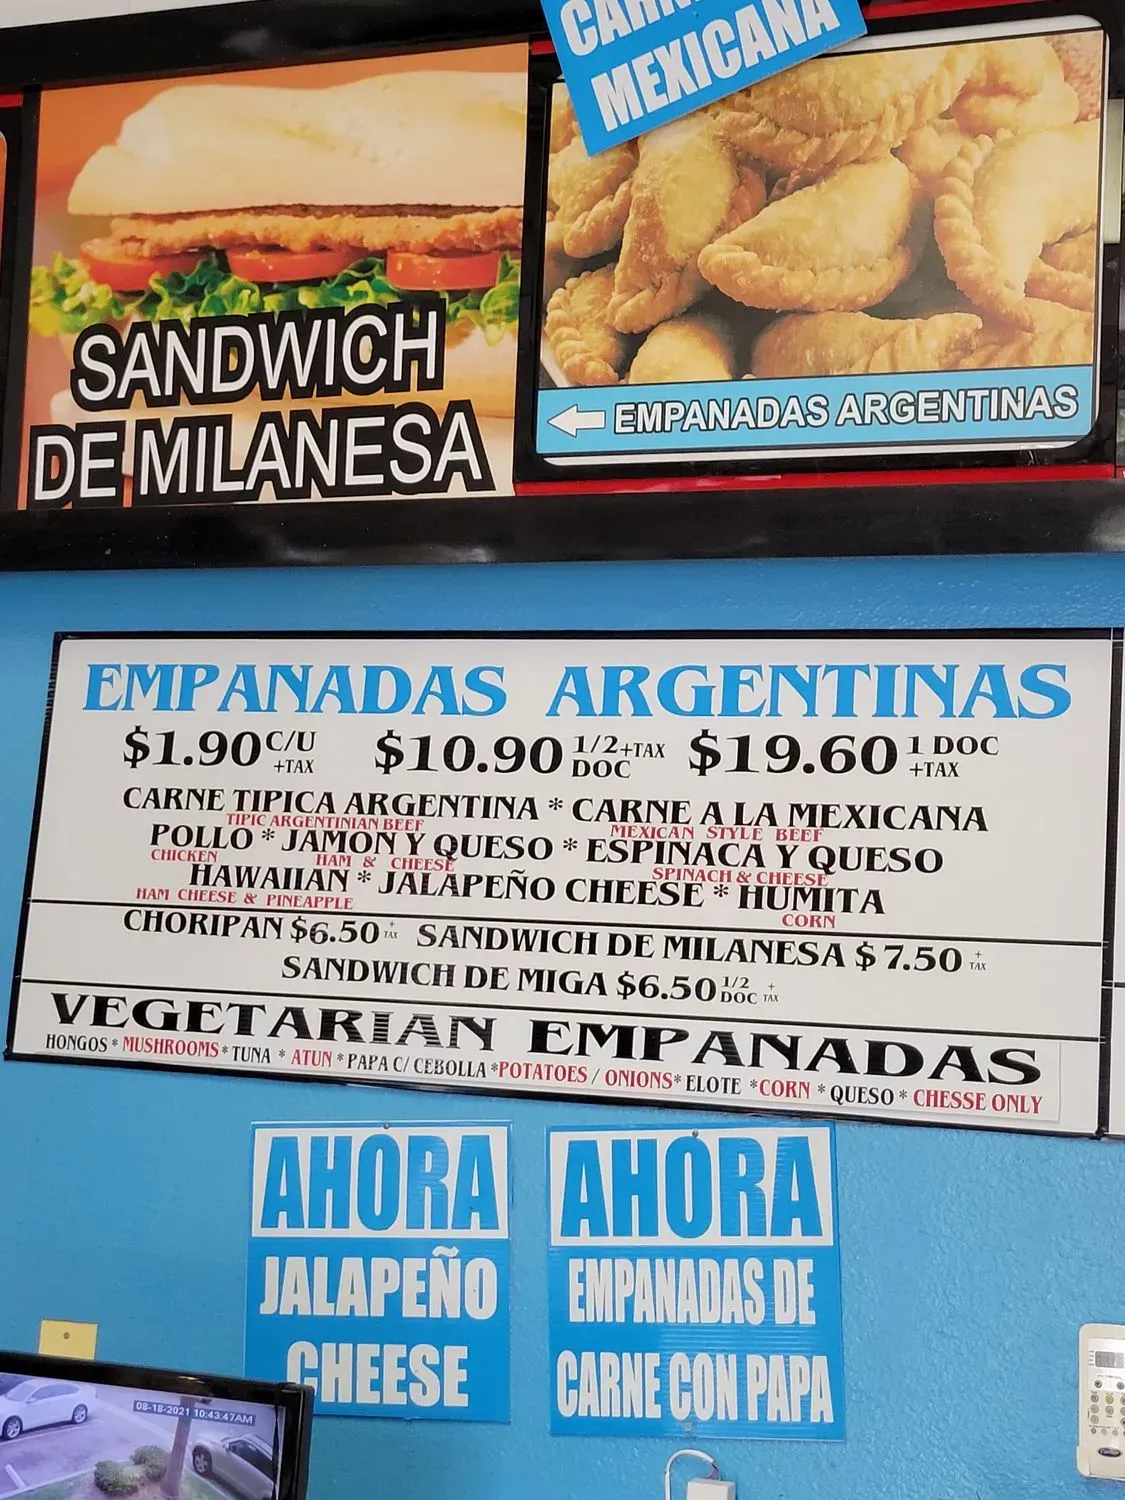 MEXICANA
SANDWICH
DE MILANESA
EMPANADAS ARGENTINAS
EMPANADAS ARGENTINAS
$1.90 C/U +TAX $10.90 1/2 DOC +TAX $19.60 1 DOC +TAX
CARNE TIPICA ARGENTINA * CARNE A LA MEXICANA
TIPIC ARGENTINIAN BEEF MEXICAN STYLE BEEF
POLLO * JAMON Y QUESO * ESPINACA Y QUESO
CHICKEN HAM & CHEESE SPINACH & CHEESE
HAWAIIAN * JALAPEÑO CHEESE * HUMITA
HAM CHEESE & PINEAPPLE CORN
CHORIPAN $6.50 + TAX SANDWICH DE MILANESA $7.50 + TAX
SANDWICH DE MIGA $6.50 1/2 DOC + TAX
VEGETARIAN EMPANADAS
HONGOS * MUSHROOMS * TUNA * ATUN * PAPA C/ CEBOLLA * POTATOES / ONIONS * ELOTE * CORN * QUESO * CHESSE ONLY
AHORA
JALAPEÑO
CHEESE
AHORA
EMPANADAS DE
CARNE CON PAPA
08-18-2021 10:43:47AM